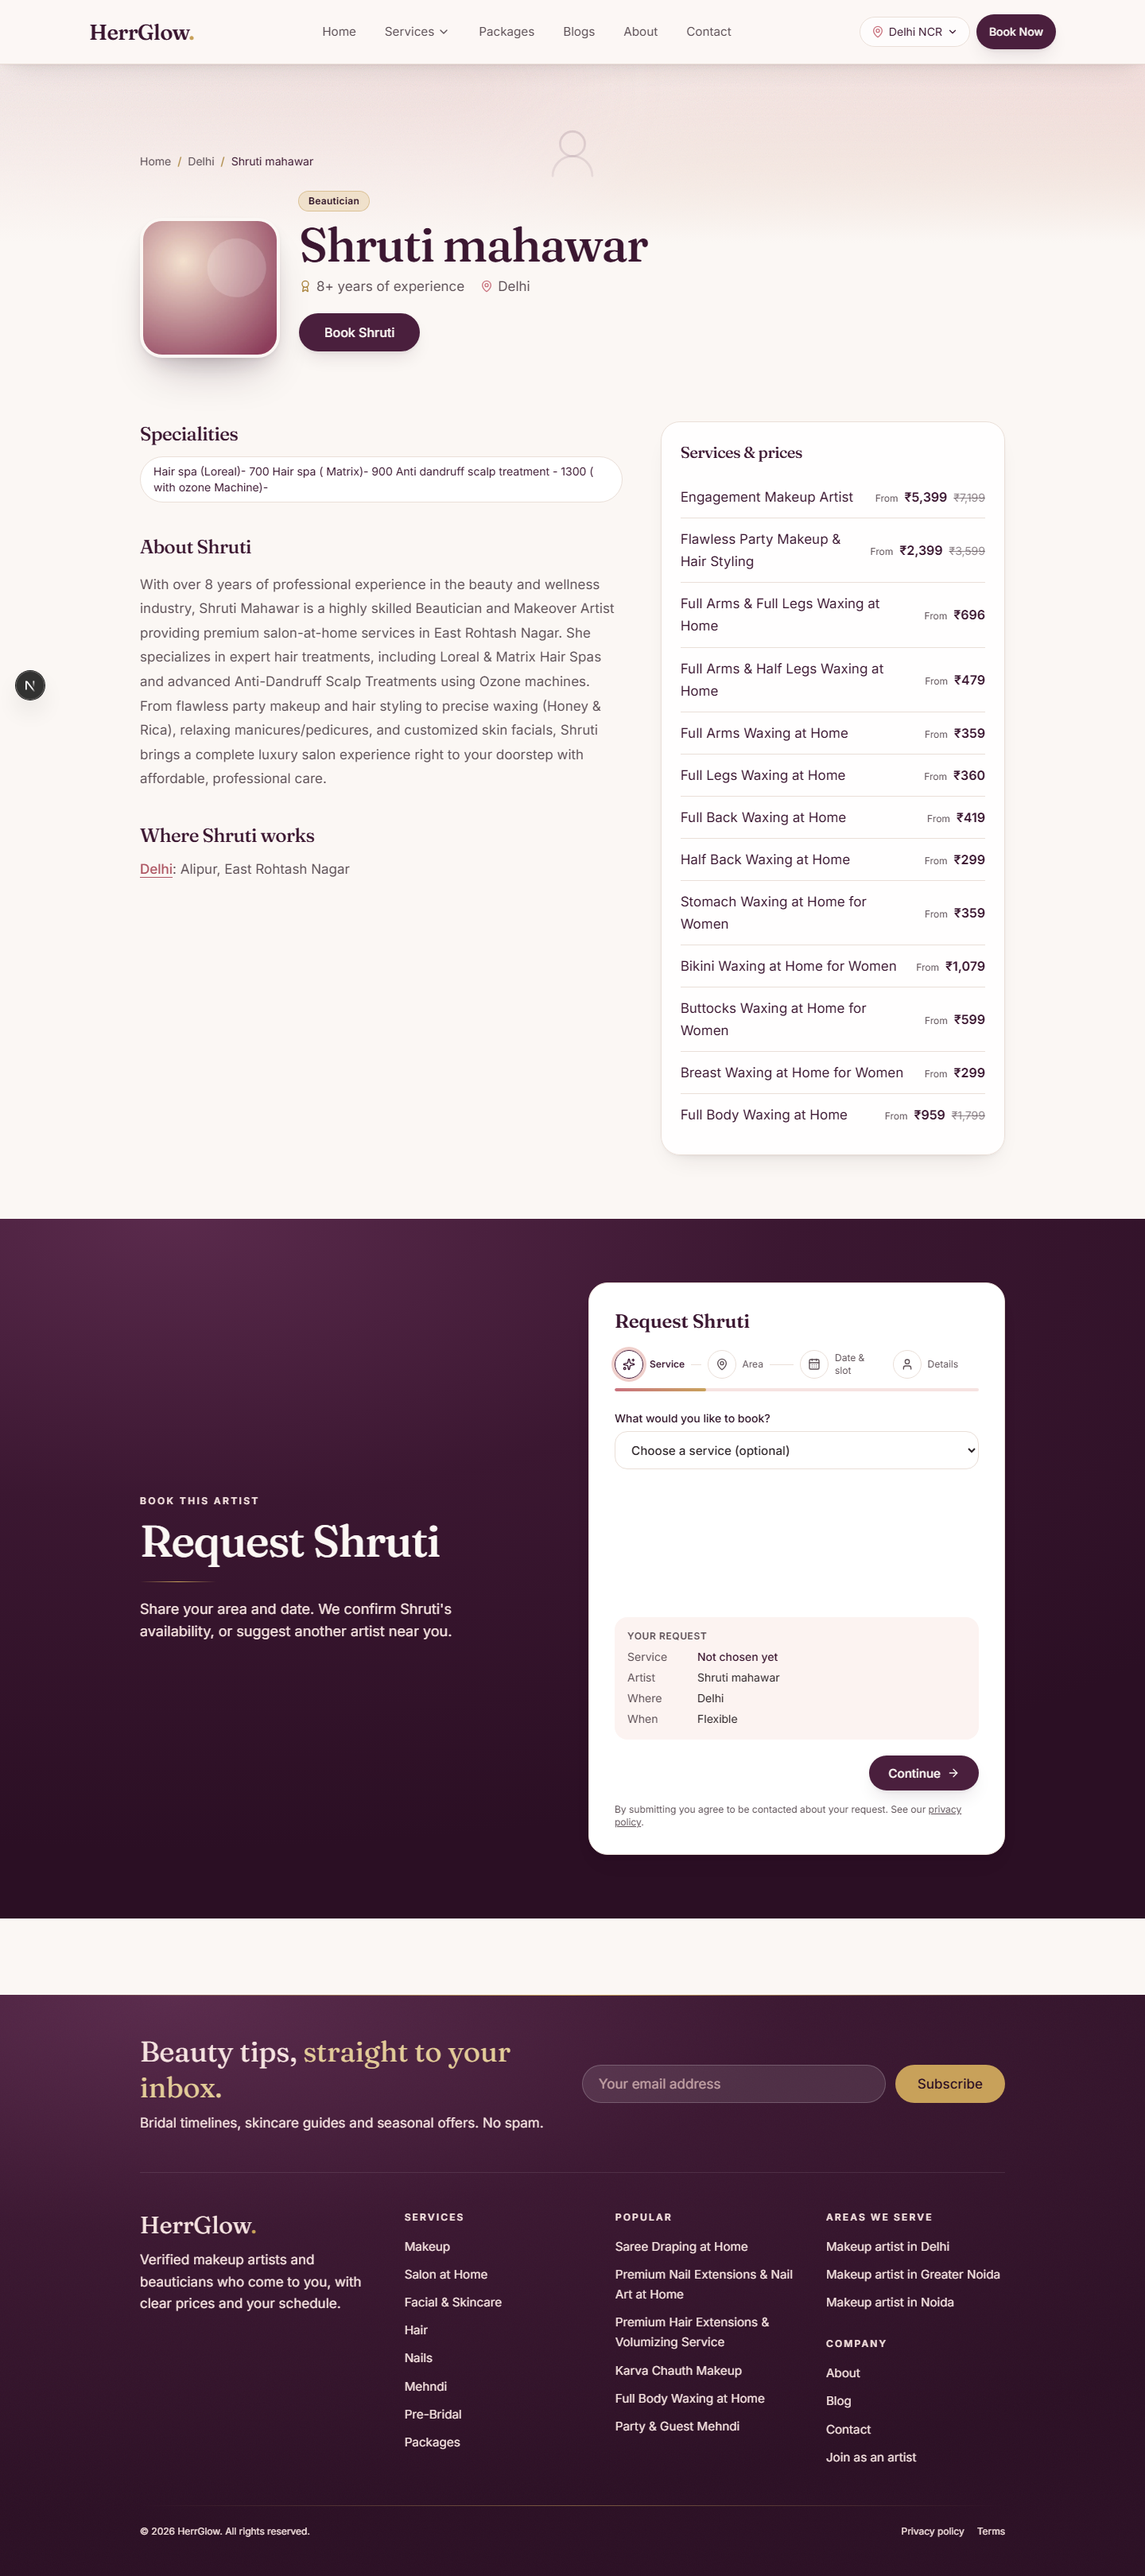 HerrGlow.
Home
Services
Packages
Blogs
About
Contact
Delhi NCR
Book Now
Home / Delhi / Shruti mahawar
Beautician
Shruti mahawar
8+ years of experience
Delhi
Book Shruti
Specialities
Hair spa (Loreal)- 700 Hair spa ( Matrix)- 900 Anti dandruff scalp treatment - 1300 (
with ozone Machine)-
About Shruti
With over 8 years of professional experience in the beauty and wellness
industry, Shruti Mahawar is a highly skilled Beautician and Makeover Artist
providing premium salon-at-home services in East Rohtash Nagar. She
specializes in expert hair treatments, including Loreal & Matrix Hair Spas
and advanced Anti-Dandruff Scalp Treatments using Ozone machines.
From flawless party makeup and hair styling to precise waxing (Honey &
Rica), relaxing manicures/pedicures, and customized skin facials, Shruti
brings a complete luxury salon experience right to your doorstep with
affordable, professional care.
Where Shruti works
Delhi: Alipur, East Rohtash Nagar
N
Services & prices
Engagement Makeup Artist From ₹5,399 ₹7,199
Flawless Party Makeup &
Hair Styling
From ₹2,399 ₹3,599
Full Arms & Full Legs Waxing at
Home
From ₹696
Full Arms & Half Legs Waxing at
Home
From ₹479
Full Arms Waxing at Home From ₹359
Full Legs Waxing at Home From ₹360
Full Back Waxing at Home From ₹419
Half Back Waxing at Home From ₹299
Stomach Waxing at Home for
Women
From ₹359
Bikini Waxing at Home for Women From ₹1,079
Buttocks Waxing at Home for
Women
From ₹599
Breast Waxing at Home for Women From ₹299
Full Body Waxing at Home From ₹959 ₹1,799
BOOK THIS ARTIST
Request Shruti
Share your area and date. We confirm Shruti's
availability, or suggest another artist near you.
Request Shruti
Service
Area
Date &
slot
Details
What would you like to book?
Choose a service (optional)
YOUR REQUEST
Service Not chosen yet
Artist Shruti mahawar
Where Delhi
When Flexible
Continue
By submitting you agree to be contacted about your request. See our privacy
policy.
Beauty tips, straight to your
inbox.
Bridal timelines, skincare guides and seasonal offers. No spam.
Your email address
Subscribe
HerrGlow.
Verified makeup artists and
beauticians who come to you, with
clear prices and your schedule.
SERVICES
Makeup
Salon at Home
Facial & Skincare
Hair
Nails
Mehndi
Pre-Bridal
Packages
POPULAR
Saree Draping at Home
Premium Nail Extensions & Nail
Art at Home
Premium Hair Extensions &
Volumizing Service
Karva Chauth Makeup
Full Body Waxing at Home
Party & Guest Mehndi
AREAS WE SERVE
Makeup artist in Delhi
Makeup artist in Greater Noida
Makeup artist in Noida
COMPANY
About
Blog
Contact
Join as an artist
© 2026 HerrGlow. All rights reserved.
Privacy policy
Terms